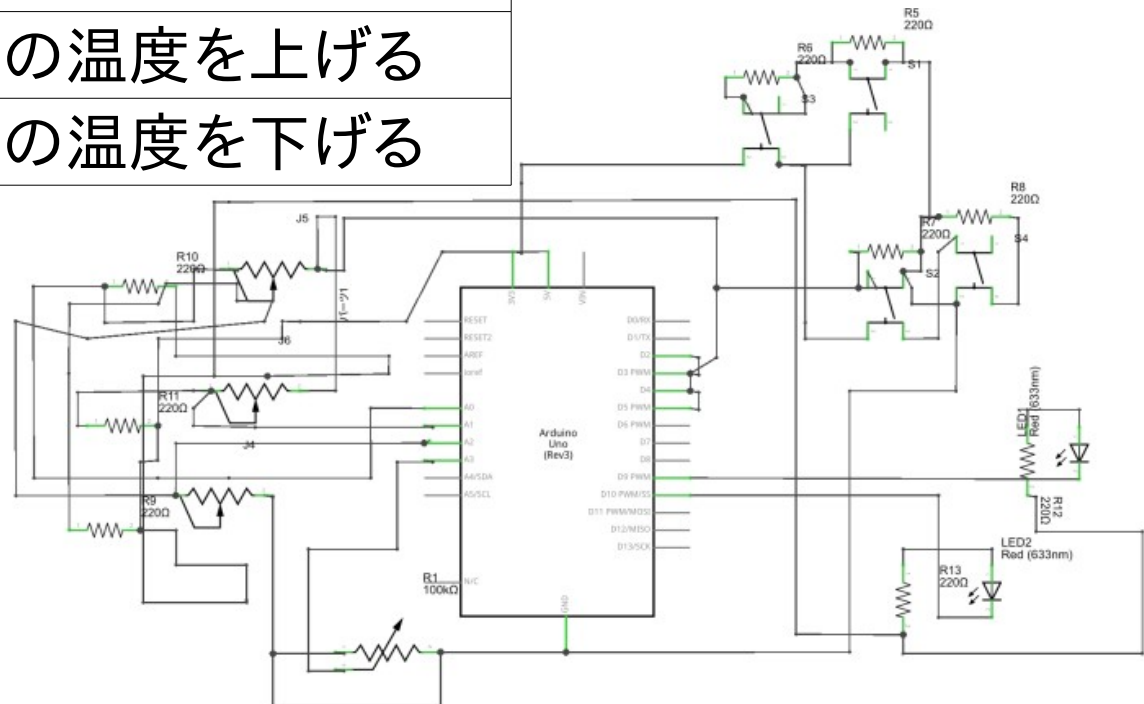 の温度を上げる
の温度を下げる
R5
220Ω
R6
220Ω
S1
S3
R8
220Ω
R7
220Ω
S4
S2
J5
R10
220Ω
パーツ1
J6
3V3
5V
VIN
RESET
RESET2
AREF
ioref
A0
A1
A2
A3
A4/SDA
A5/SCL
N/C
D0/RX
D1/TX
D2
D3 PWM
D4
D5 PWM
D6 PWM
D7
D8
D9 PWM
D10 PWM/SS
D11 PWM/MOSI
D12/MISO
D13/SCK
GND
Arduino
Uno
(Rev3)
R11
220Ω
J4
R9
220Ω
R1
100kΩ
LED1
Red (633nm)
R12
220Ω
LED2
Red (633nm)
R13
220Ω